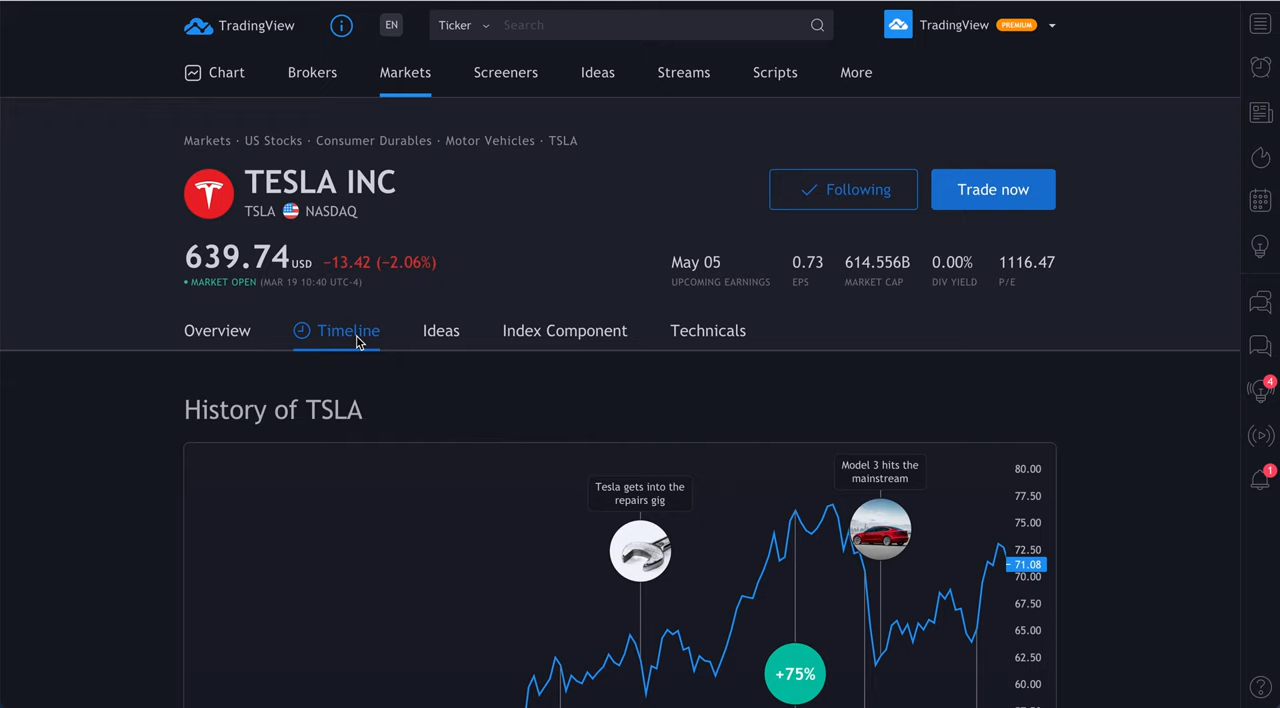 TradingView
EN
Ticker
Search
TradingView PREMIUM
Chart
Brokers
Markets
Screeners
Ideas
Streams
Scripts
More
Markets · US Stocks · Consumer Durables · Motor Vehicles · TSLA
TESLA INC
TSLA NASDAQ
Following
Trade now
639.74 USD −13.42 (−2.06%)
• MARKET OPEN (MAR 19 10:40 UTC-4)
May 05
UPCOMING EARNINGS
0.73
EPS
614.556B
MARKET CAP
0.00%
DIV YIELD
1116.47
P/E
Overview
Timeline
Ideas
Index Component
Technicals
History of TSLA
Tesla gets into the
repairs gig
Model 3 hits the
mainstream
+75%
80.00
77.50
75.00
72.50
71.08
70.00
67.50
65.00
62.50
60.00
4
1